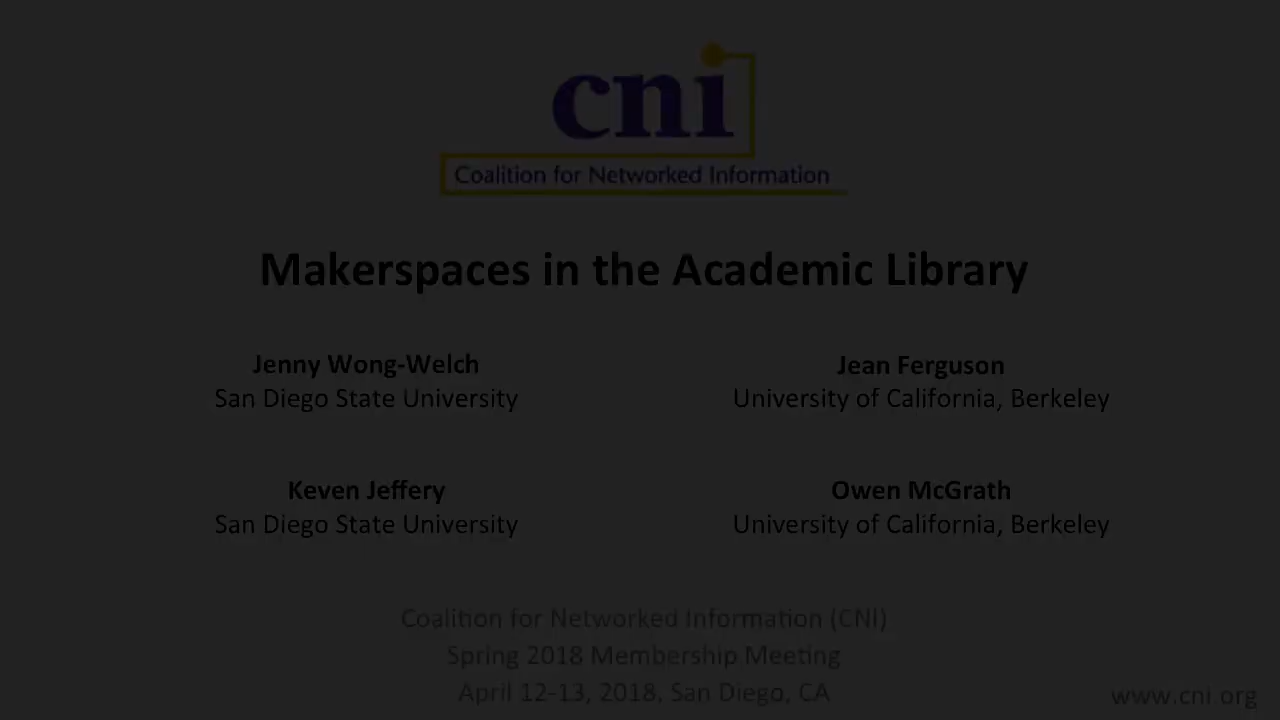 cni
Coalition for Networked Information
Makerspaces in the Academic Library
Jenny Wong-Welch
San Diego State University
Jean Ferguson
University of California, Berkeley
Keven Jeffery
San Diego State University
Owen McGrath
University of California, Berkeley
Coalition for Networked Information (CNI)
Spring 2018 Membership Meeting
April 12-13, 2018, San Diego, CA
www.cni.org